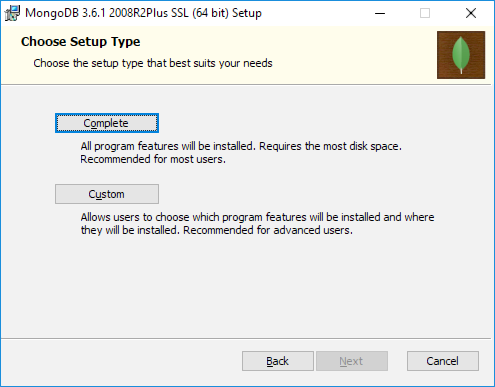 MongoDB 3.6.1 2008R2Plus SSL (64 bit) Setup
Choose Setup Type
Choose the setup type that best suits your needs
Complete
All program features will be installed. Requires the most disk space.
Recommended for most users.
Custom
Allows users to choose which program features will be installed and where
they will be installed. Recommended for advanced users.
Back
Next
Cancel